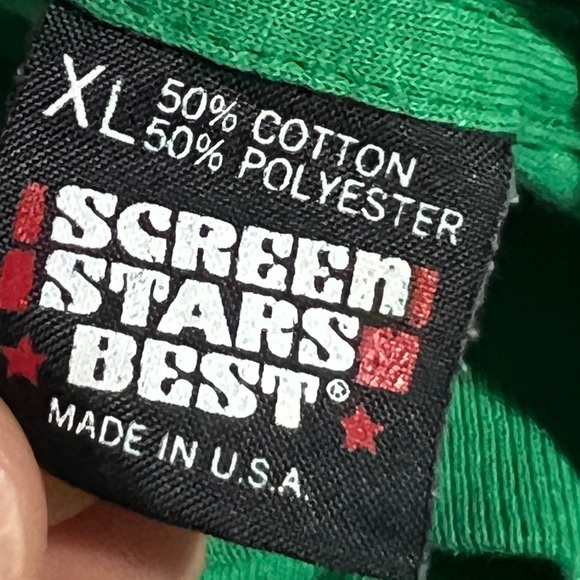 XL 50% COTTON
50% POLYESTER
SCREEN
STARS
BEST®
MADE IN U.S.A.